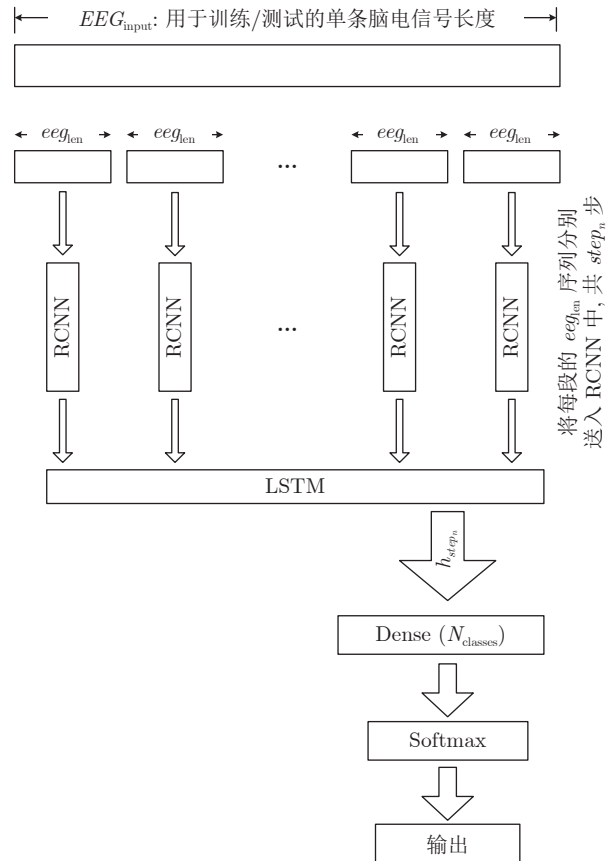 EEG_input: 用于训练/测试的单条脑电信号长度
eeg_len eeg_len ... eeg_len eeg_len
RCNN RCNN ... RCNN RCNN
将每段的 eeg_len 序列分别
送入 RCNN 中, 共 step_n 步
LSTM
h_step_n
Dense (N_classes)
Softmax
输出